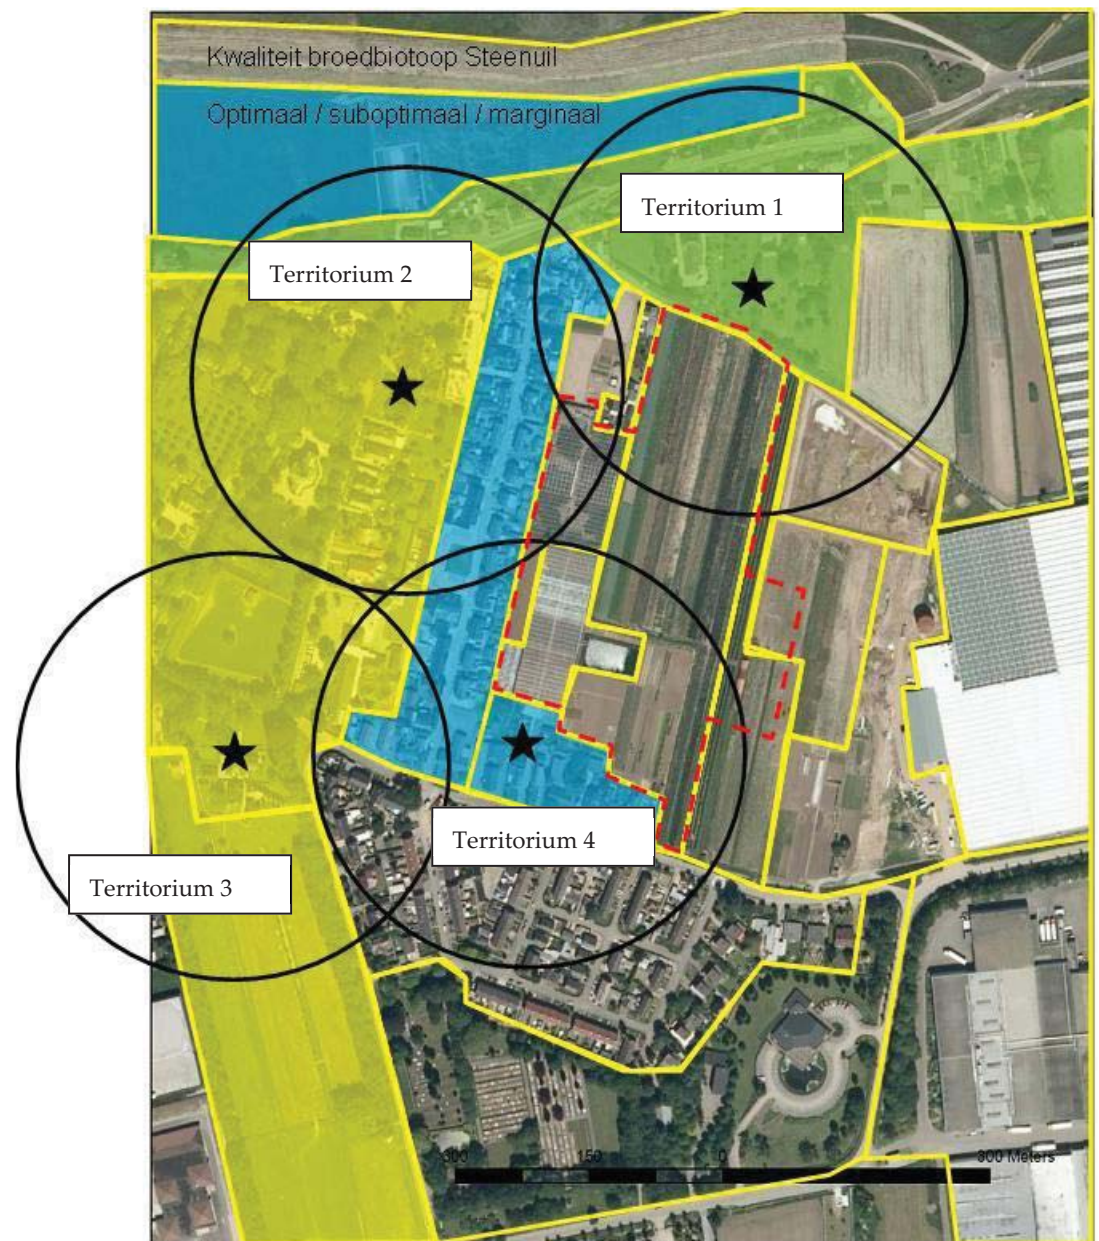 Kwaliteit broedbiotoop Steenuil
Optimaal / suboptimaal / marginaal
Territorium 1
Territorium 2
Territorium 4
Territorium 3
300 150 0 300 Meters